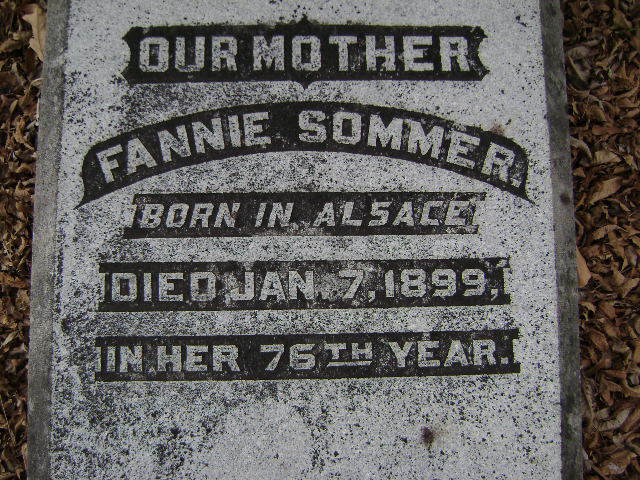 OUR MOTHER
FANNIE SOMMER.
BORN IN ALSACE
DIED JAN. 7, 1899,
IN HER 76TH YEAR.